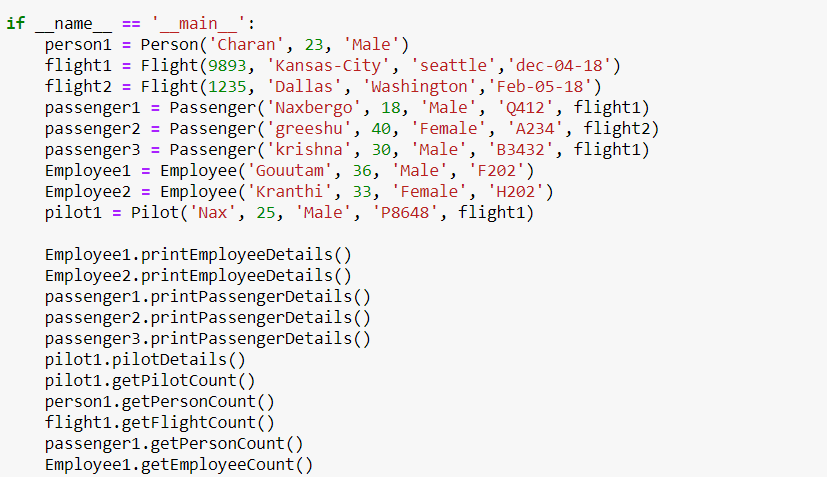 if __name__ == '__main__':
    person1 = Person('Charan', 23, 'Male')
    flight1 = Flight(9893, 'Kansas-City', 'seattle','dec-04-18')
    flight2 = Flight(1235, 'Dallas', 'Washington','Feb-05-18')
    passenger1 = Passenger('Naxbergo', 18, 'Male', 'Q412', flight1)
    passenger2 = Passenger('greeshu', 40, 'Female', 'A234', flight2)
    passenger3 = Passenger('krishna', 30, 'Male', 'B3432', flight1)
    Employee1 = Employee('Gouutam', 36, 'Male', 'F202')
    Employee2 = Employee('Kranthi', 33, 'Female', 'H202')
    pilot1 = Pilot('Nax', 25, 'Male', 'P8648', flight1)

    Employee1.printEmployeeDetails()
    Employee2.printEmployeeDetails()
    passenger1.printPassengerDetails()
    passenger2.printPassengerDetails()
    passenger3.printPassengerDetails()
    pilot1.pilotDetails()
    pilot1.getPilotCount()
    person1.getPersonCount()
    flight1.getFlightCount()
    passenger1.getPersonCount()
    Employee1.getEmployeeCount()